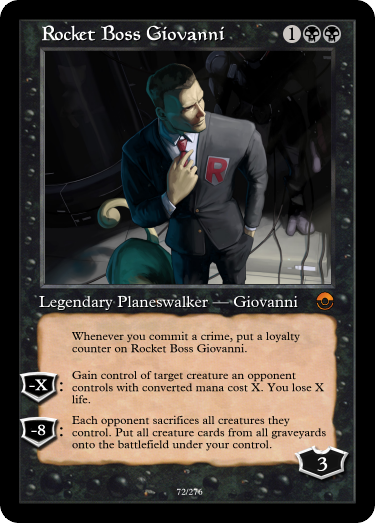 Rocket Boss Giovanni 1
R
Legendary Planeswalker — Giovanni
Whenever you commit a crime, put a loyalty
counter on Rocket Boss Giovanni.
-X: Gain control of target creature an opponent
controls with converted mana cost X. You lose X
life.
-8: Each opponent sacrifices all creatures they
control. Put all creature cards from all graveyards
onto the battlefield under your control.
3
72/276